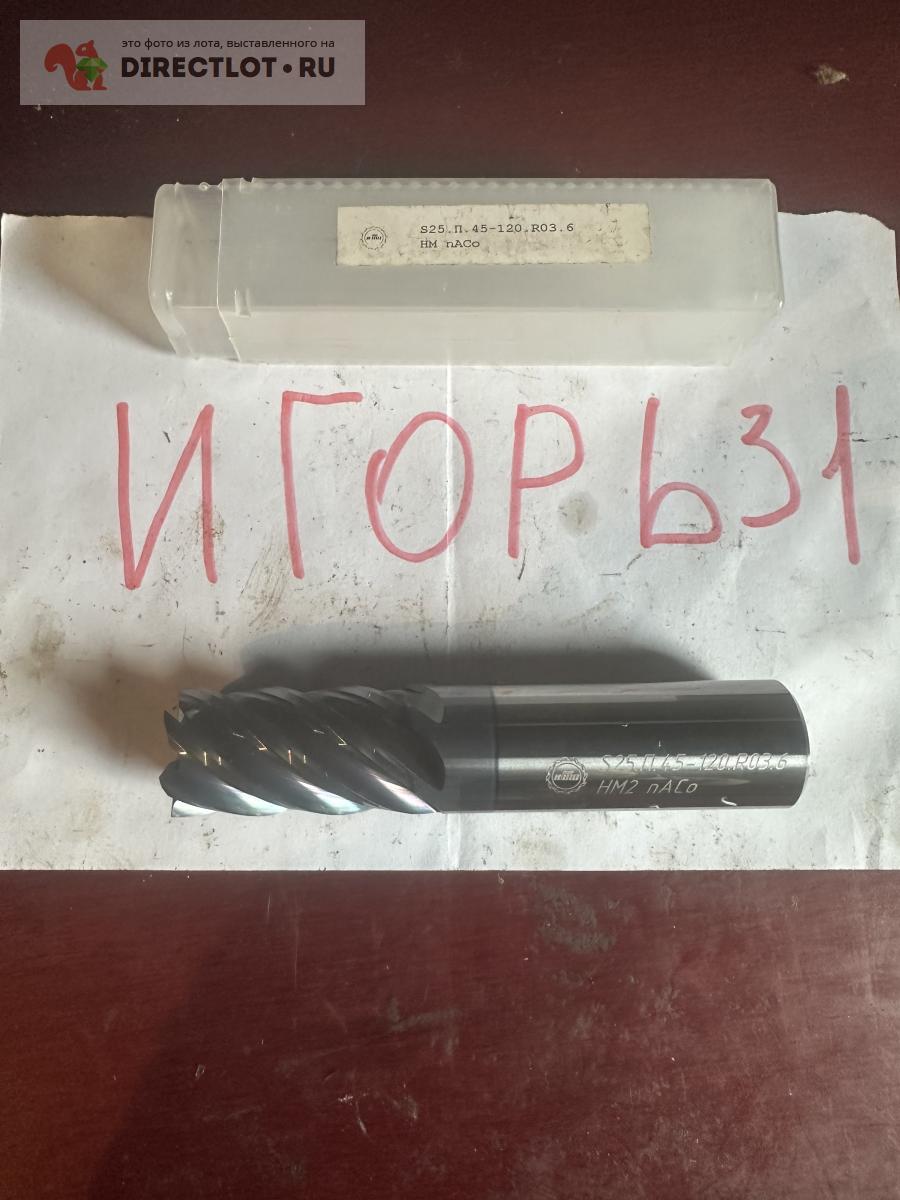 это фото из лота, выставленного на
DIRECTLOT•RU
S25.П.45-120.R03.6
HM nACo
ИГОРЬ31
S25.П.45-120.R03.6
HM2 nACo